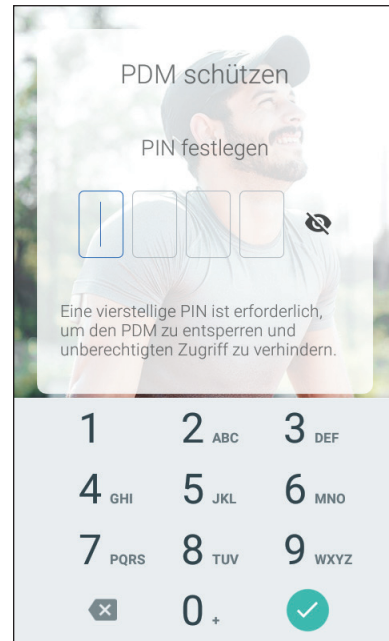 PDM schützen
PIN festlegen
Eine vierstellige PIN ist erforderlich,
um den PDM zu entsperren und
unberechtigten Zugriff zu verhindern.
1 2 ABC 3 DEF
4 GHI 5 JKL 6 MNO
7 PQRS 8 TUV 9 WXYZ
0 +